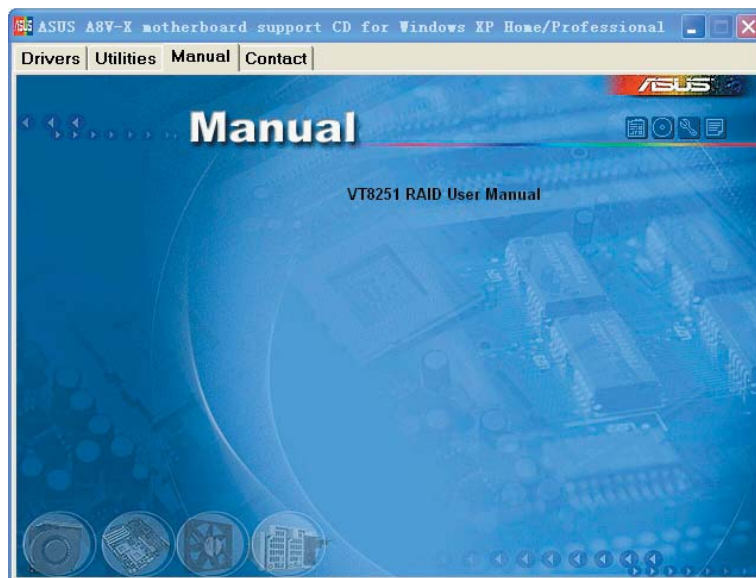 ASUS A8V-X motherboard support CD for Windows XP Home/Professional
Drivers Utilities Manual Contact
ASUS
Manual
VT8251 RAID User Manual